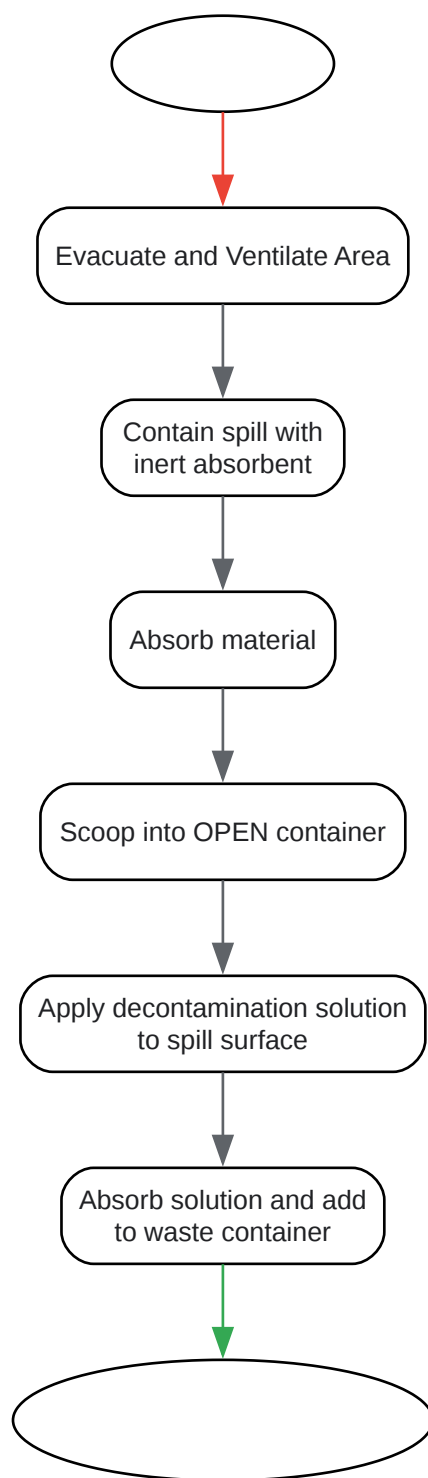 Evacuate and Ventilate Area
Contain spill with
inert absorbent
Absorb material
Scoop into OPEN container
Apply decontamination solution
to spill surface
Absorb solution and add
to waste container